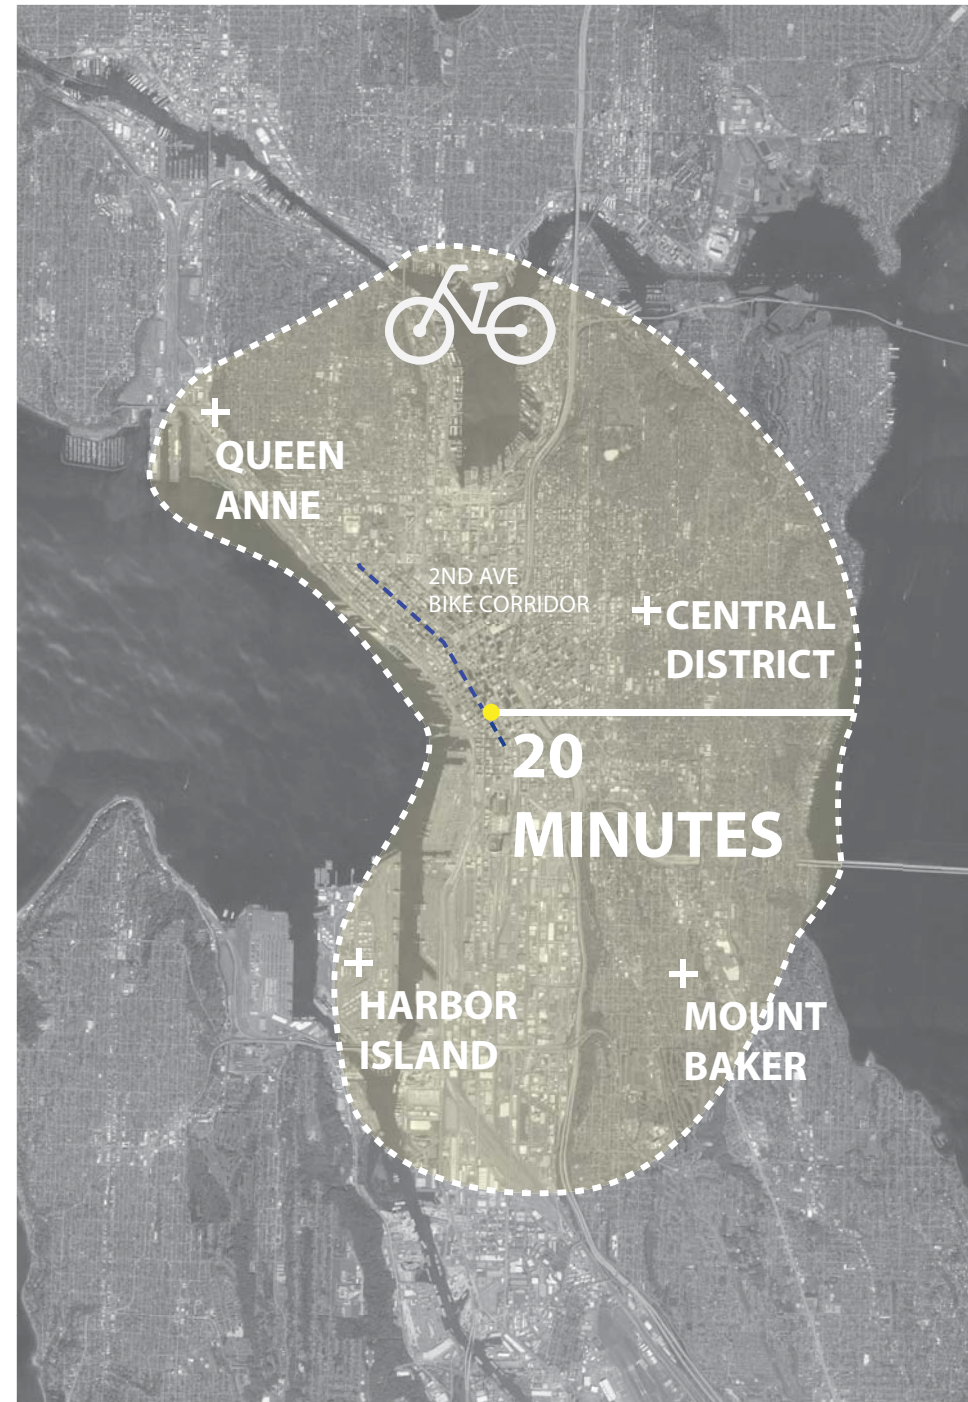 QUEEN
ANNE
2ND AVE
BIKE CORRIDOR
CENTRAL
DISTRICT
20
MINUTES
HARBOR
ISLAND
MOUNT
BAKER